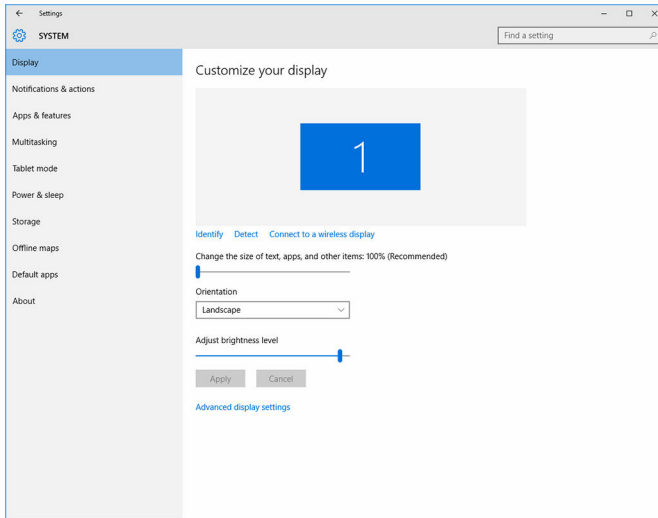 Settings
SYSTEM
Find a setting
Display
Notifications & actions
Apps & features
Multitasking
Tablet mode
Power & sleep
Storage
Offline maps
Default apps
About
Customize your display
1
Identify Detect Connect to a wireless display
Change the size of text, apps, and other items: 100% (Recommended)
Orientation
Landscape
Adjust brightness level
Apply Cancel
Advanced display settings